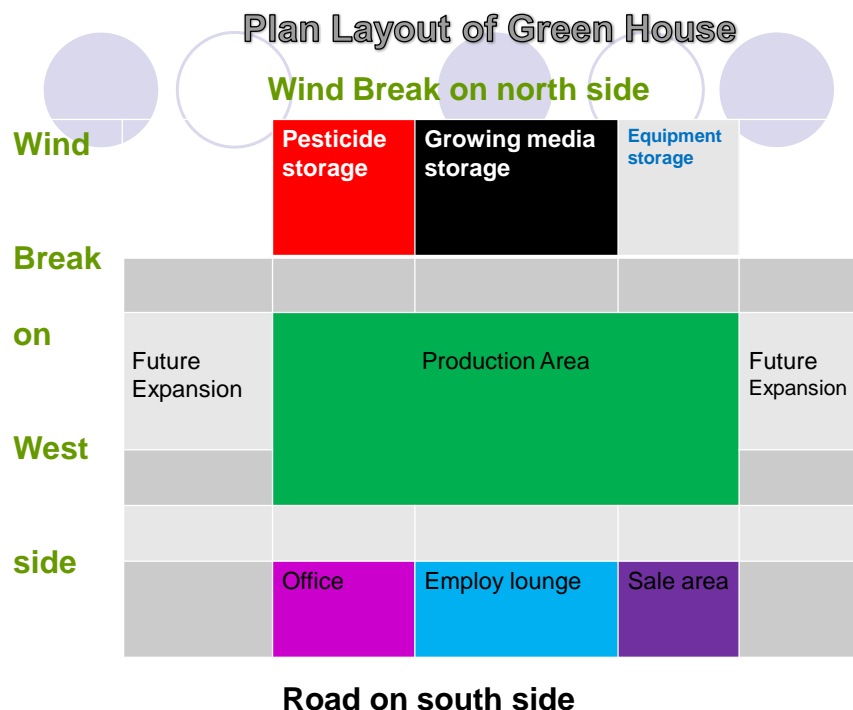 Plan Layout of Green House
Wind Break on north side
Wind
Break
on
West
side
Pesticide
storage
Growing media
storage
Equipment
storage
Future
Expansion
Production Area
Future
Expansion
Office
Employ lounge
Sale area
Road on south side